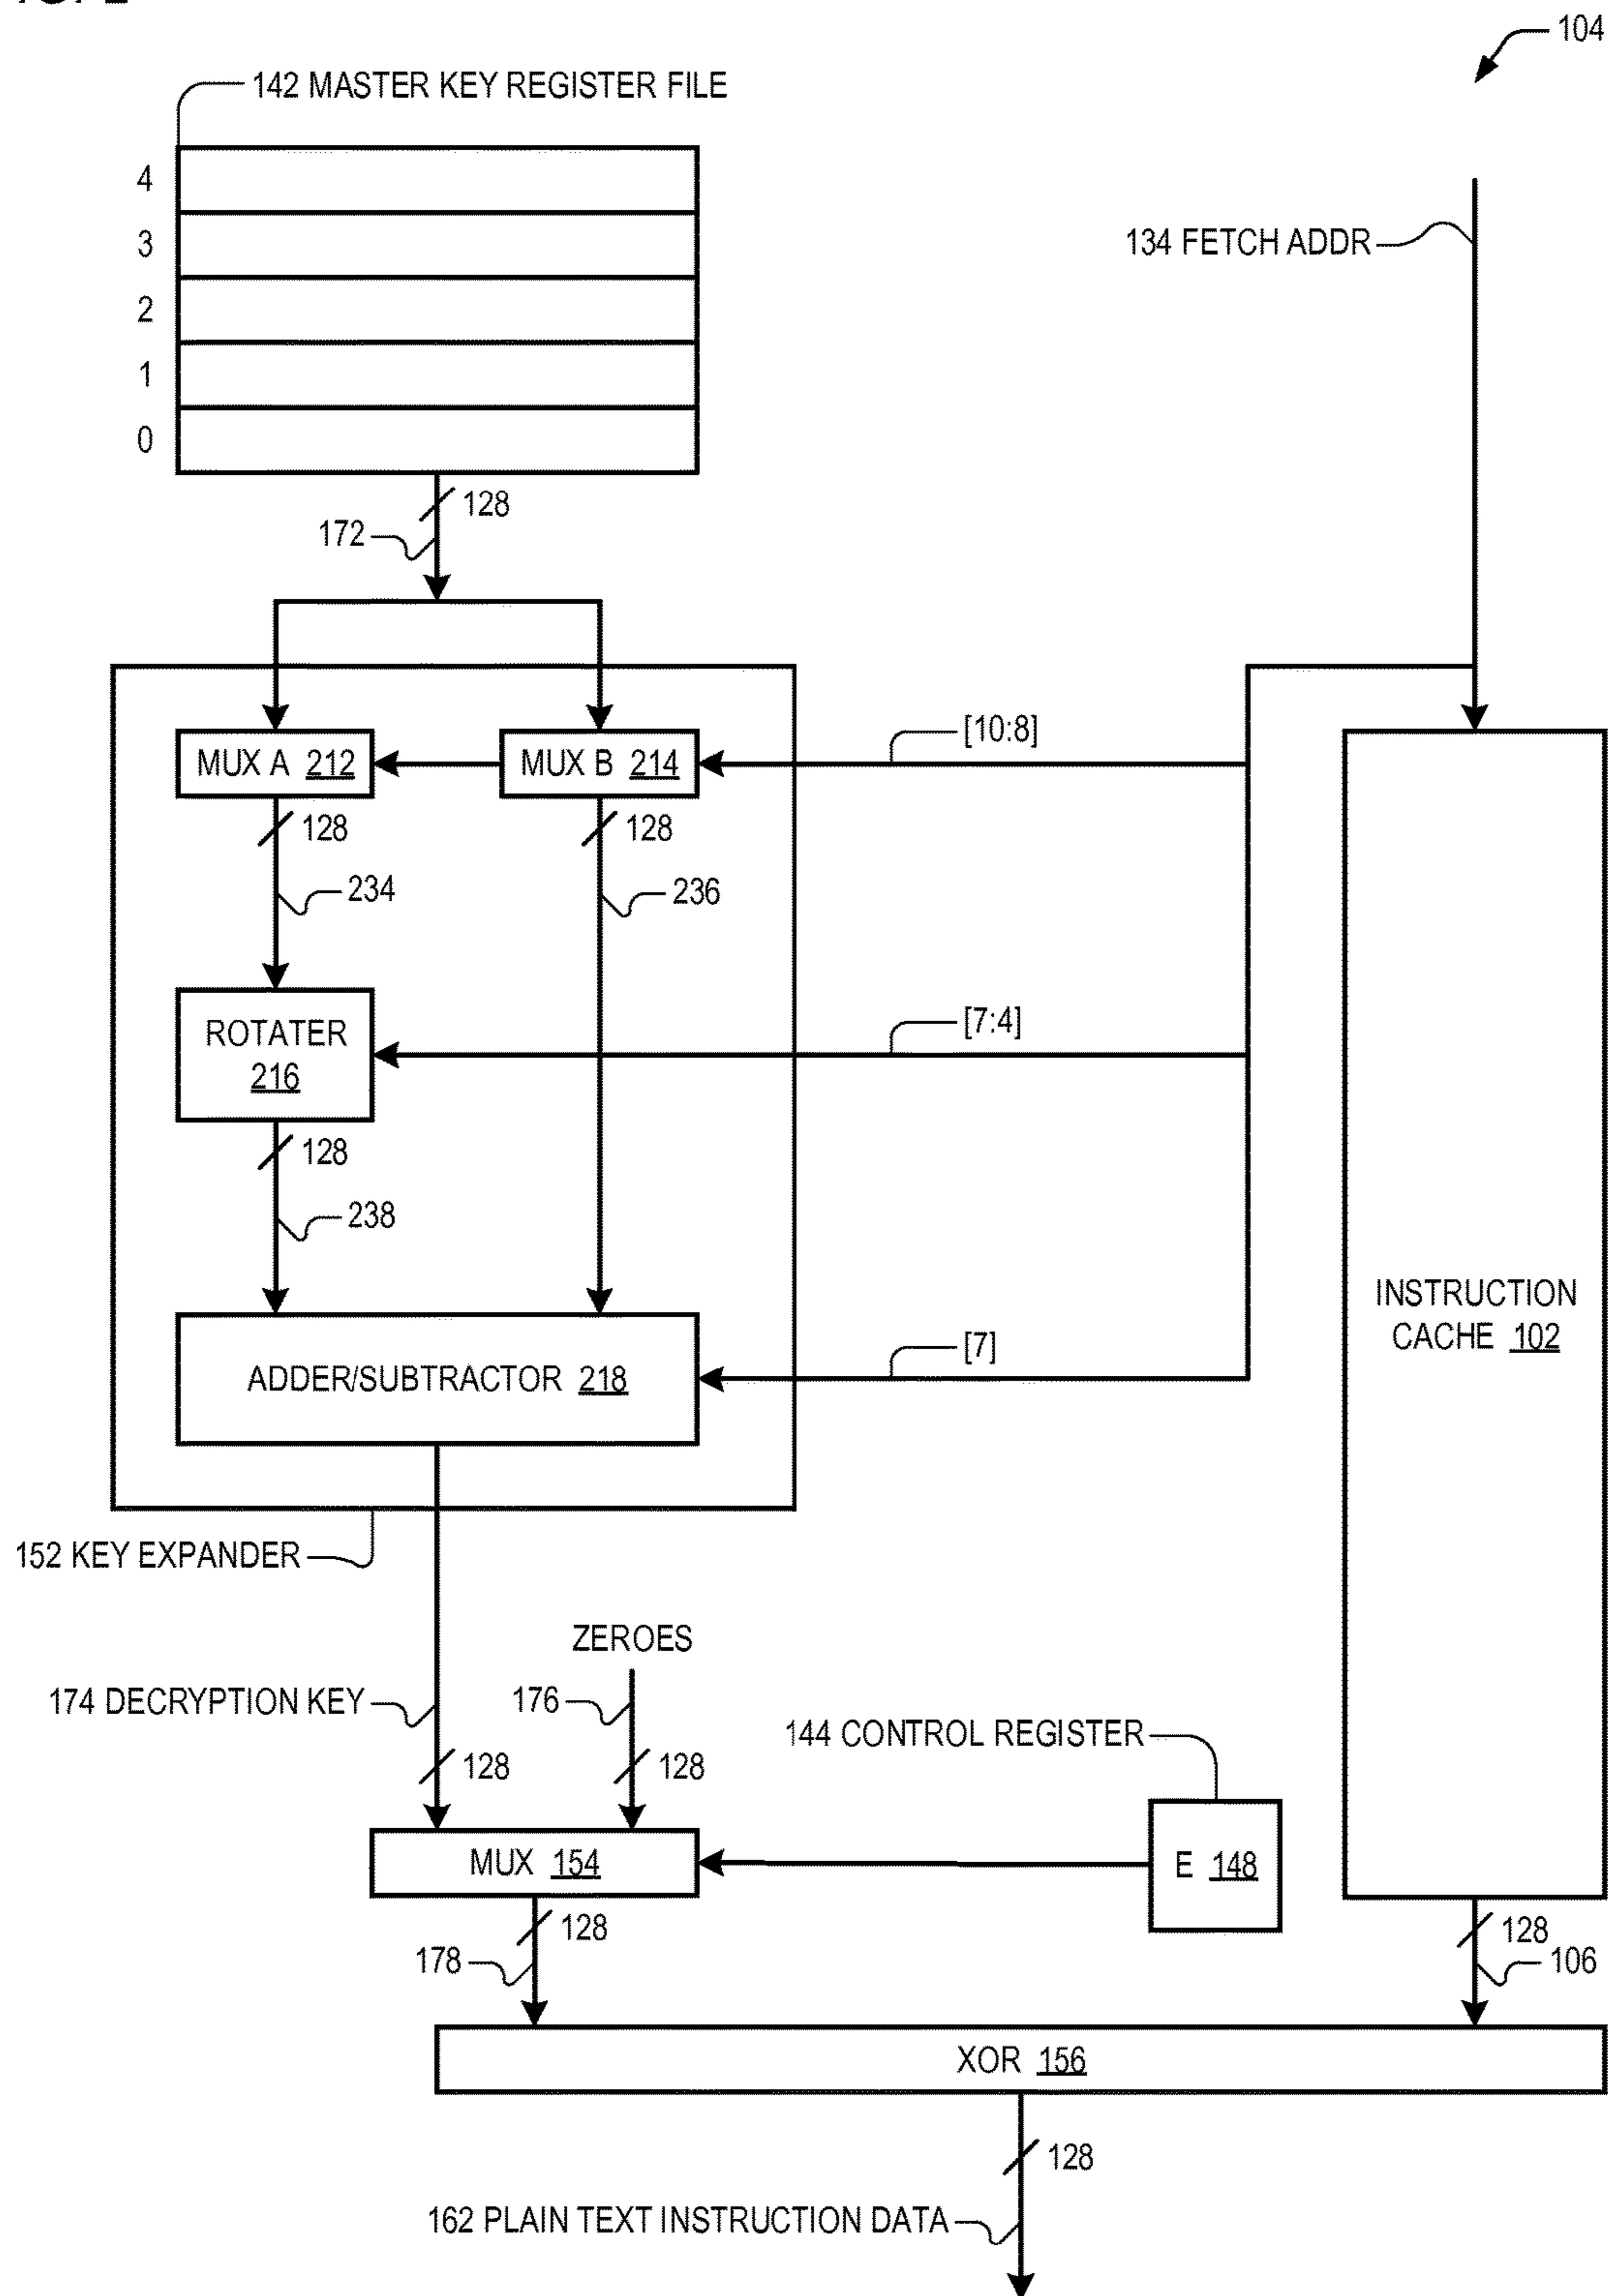 104
142 MASTER KEY REGISTER FILE
4
3
134 FETCH ADDR
2
1
0
128
172
[10:8]
MUX A 212
MUX B 214
128
128
234
236
[7:4]
ROTATER
216
128
238
INSTRUCTION
CACHE 102
[7]
ADDER/SUBTRACTOR 218
152 KEY EXPANDER
ZEROES
174 DECRYPTION KEY
176
144 CONTROL REGISTER
128
128
MUX 154
E 148
128
178
128
106
XOR 156
128
162 PLAIN TEXT INSTRUCTION DATA